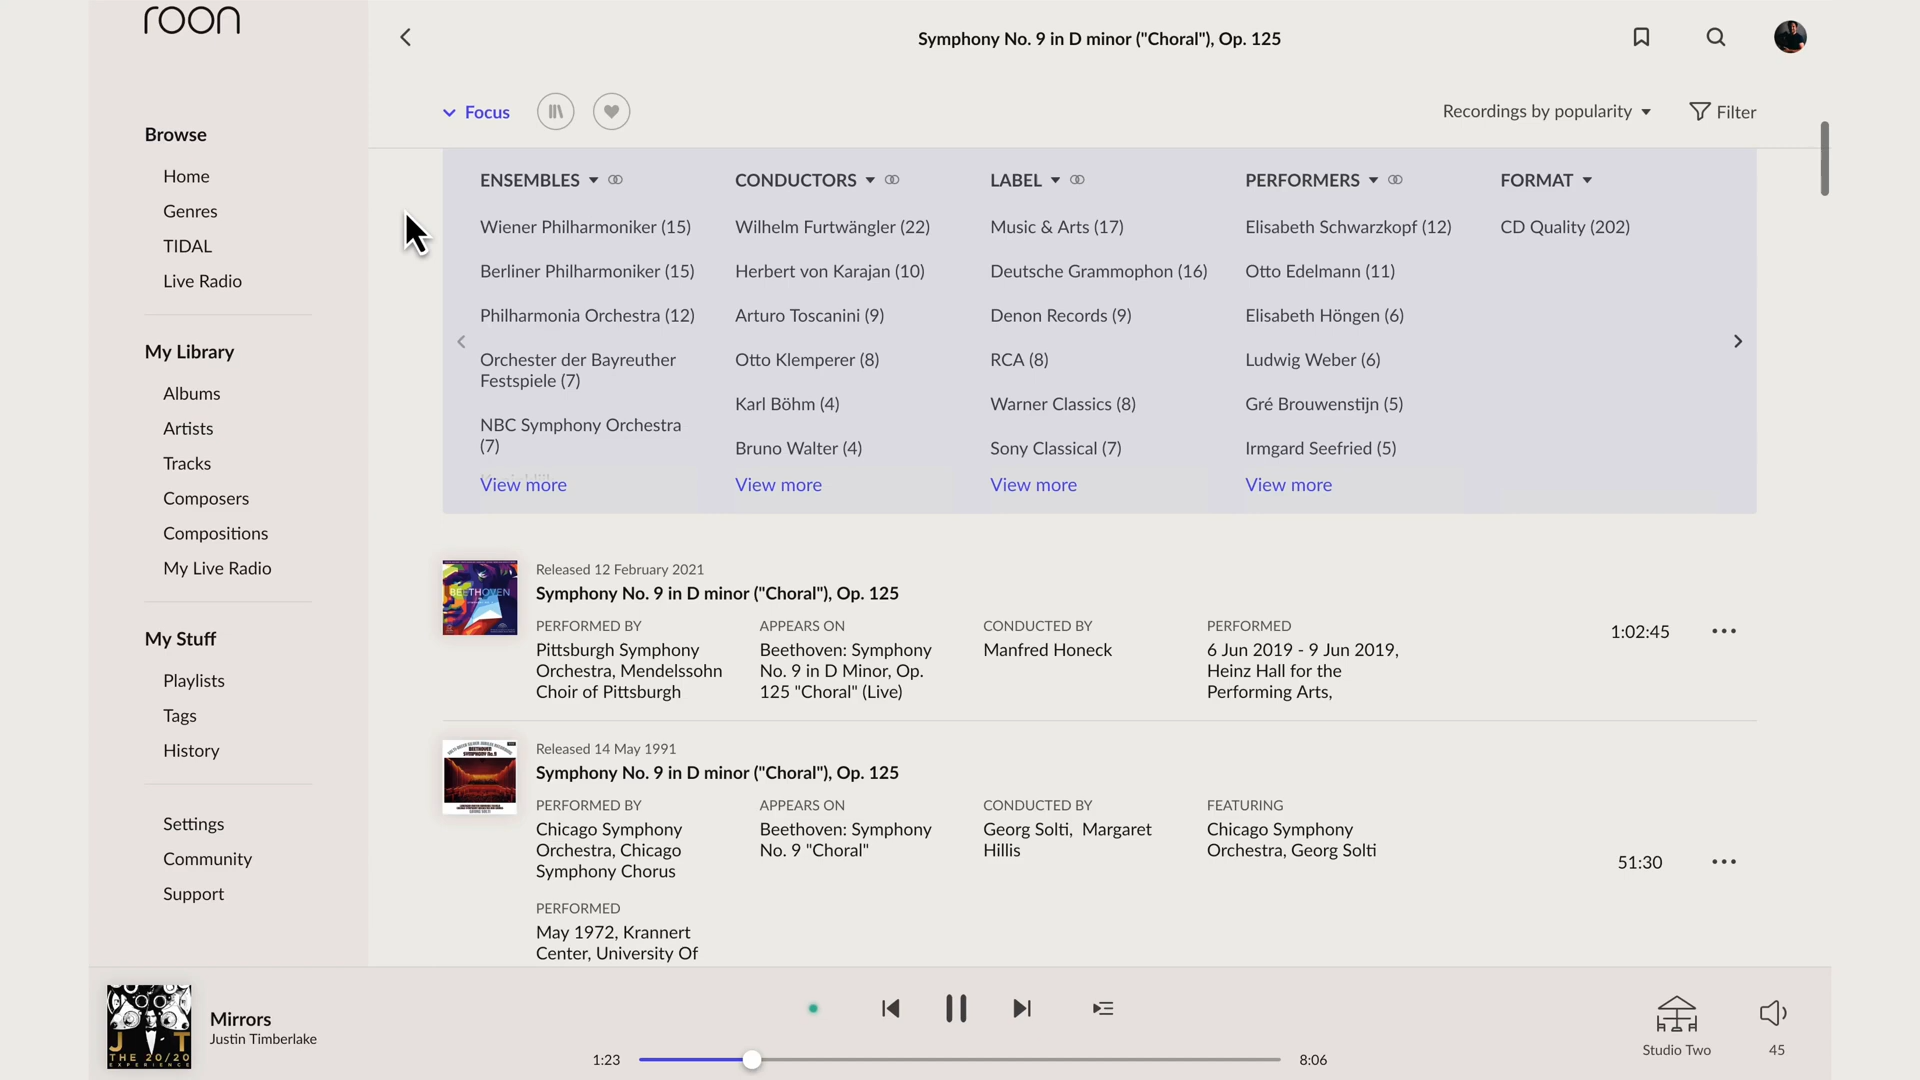 roon
Symphony No. 9 in D minor ("Choral"), Op. 125
Focus
Recordings by popularity
Filter
Browse
Home
Genres
TIDAL
Live Radio
My Library
Albums
Artists
Tracks
Composers
Compositions
My Live Radio
My Stuff
Playlists
Tags
History
Settings
Community
Support
ENSEMBLES
Wiener Philharmoniker (15)
Berliner Philharmoniker (15)
Philharmonia Orchestra (12)
Orchester der Bayreuther
Festspiele (7)
NBC Symphony Orchestra
(7)
View more
CONDUCTORS
Wilhelm Furtwängler (22)
Herbert von Karajan (10)
Arturo Toscanini (9)
Otto Klemperer (8)
Karl Böhm (4)
Bruno Walter (4)
View more
LABEL
Music & Arts (17)
Deutsche Grammophon (16)
Denon Records (9)
RCA (8)
Warner Classics (8)
Sony Classical (7)
View more
PERFORMERS
Elisabeth Schwarzkopf (12)
Otto Edelmann (11)
Elisabeth Höngen (6)
Ludwig Weber (6)
Gré Brouwenstijn (5)
Irmgard Seefried (5)
View more
FORMAT
CD Quality (202)
BEETHOVEN
Released 12 February 2021
Symphony No. 9 in D minor ("Choral"), Op. 125
PERFORMED BY
Pittsburgh Symphony
Orchestra, Mendelssohn
Choir of Pittsburgh
APPEARS ON
Beethoven: Symphony
No. 9 in D Minor, Op.
125 "Choral" (Live)
CONDUCTED BY
Manfred Honeck
PERFORMED
6 Jun 2019 - 9 Jun 2019,
Heinz Hall for the
Performing Arts,
1:02:45
BEETHOVEN
SYMPHONY No.9
Released 14 May 1991
Symphony No. 9 in D minor ("Choral"), Op. 125
PERFORMED BY
Chicago Symphony
Orchestra, Chicago
Symphony Chorus
APPEARS ON
Beethoven: Symphony
No. 9 "Choral"
CONDUCTED BY
Georg Solti, Margaret
Hillis
FEATURING
Chicago Symphony
Orchestra, Georg Solti
51:30
PERFORMED
May 1972, Krannert
Center, University Of
J T
THE 20/20
EXPERIENCE
Mirrors
Justin Timberlake
1:23
8:06
Studio Two
45